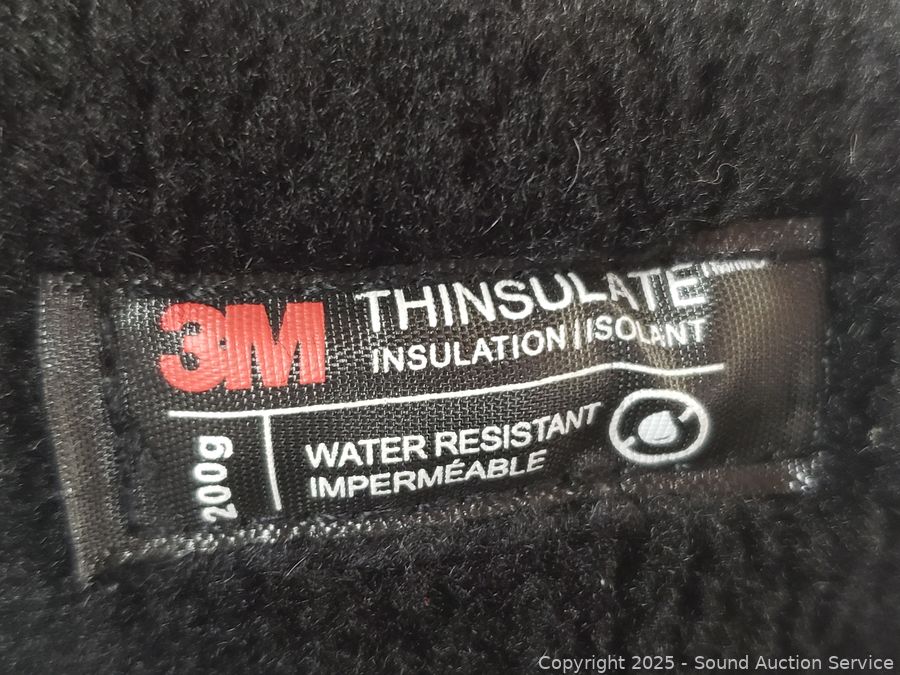 3M
THINSULATE
INSULATION | ISOLANT
200g
WATER RESISTANT
IMPERMÉABLE
Copyright 2025 - Sound Auction Service